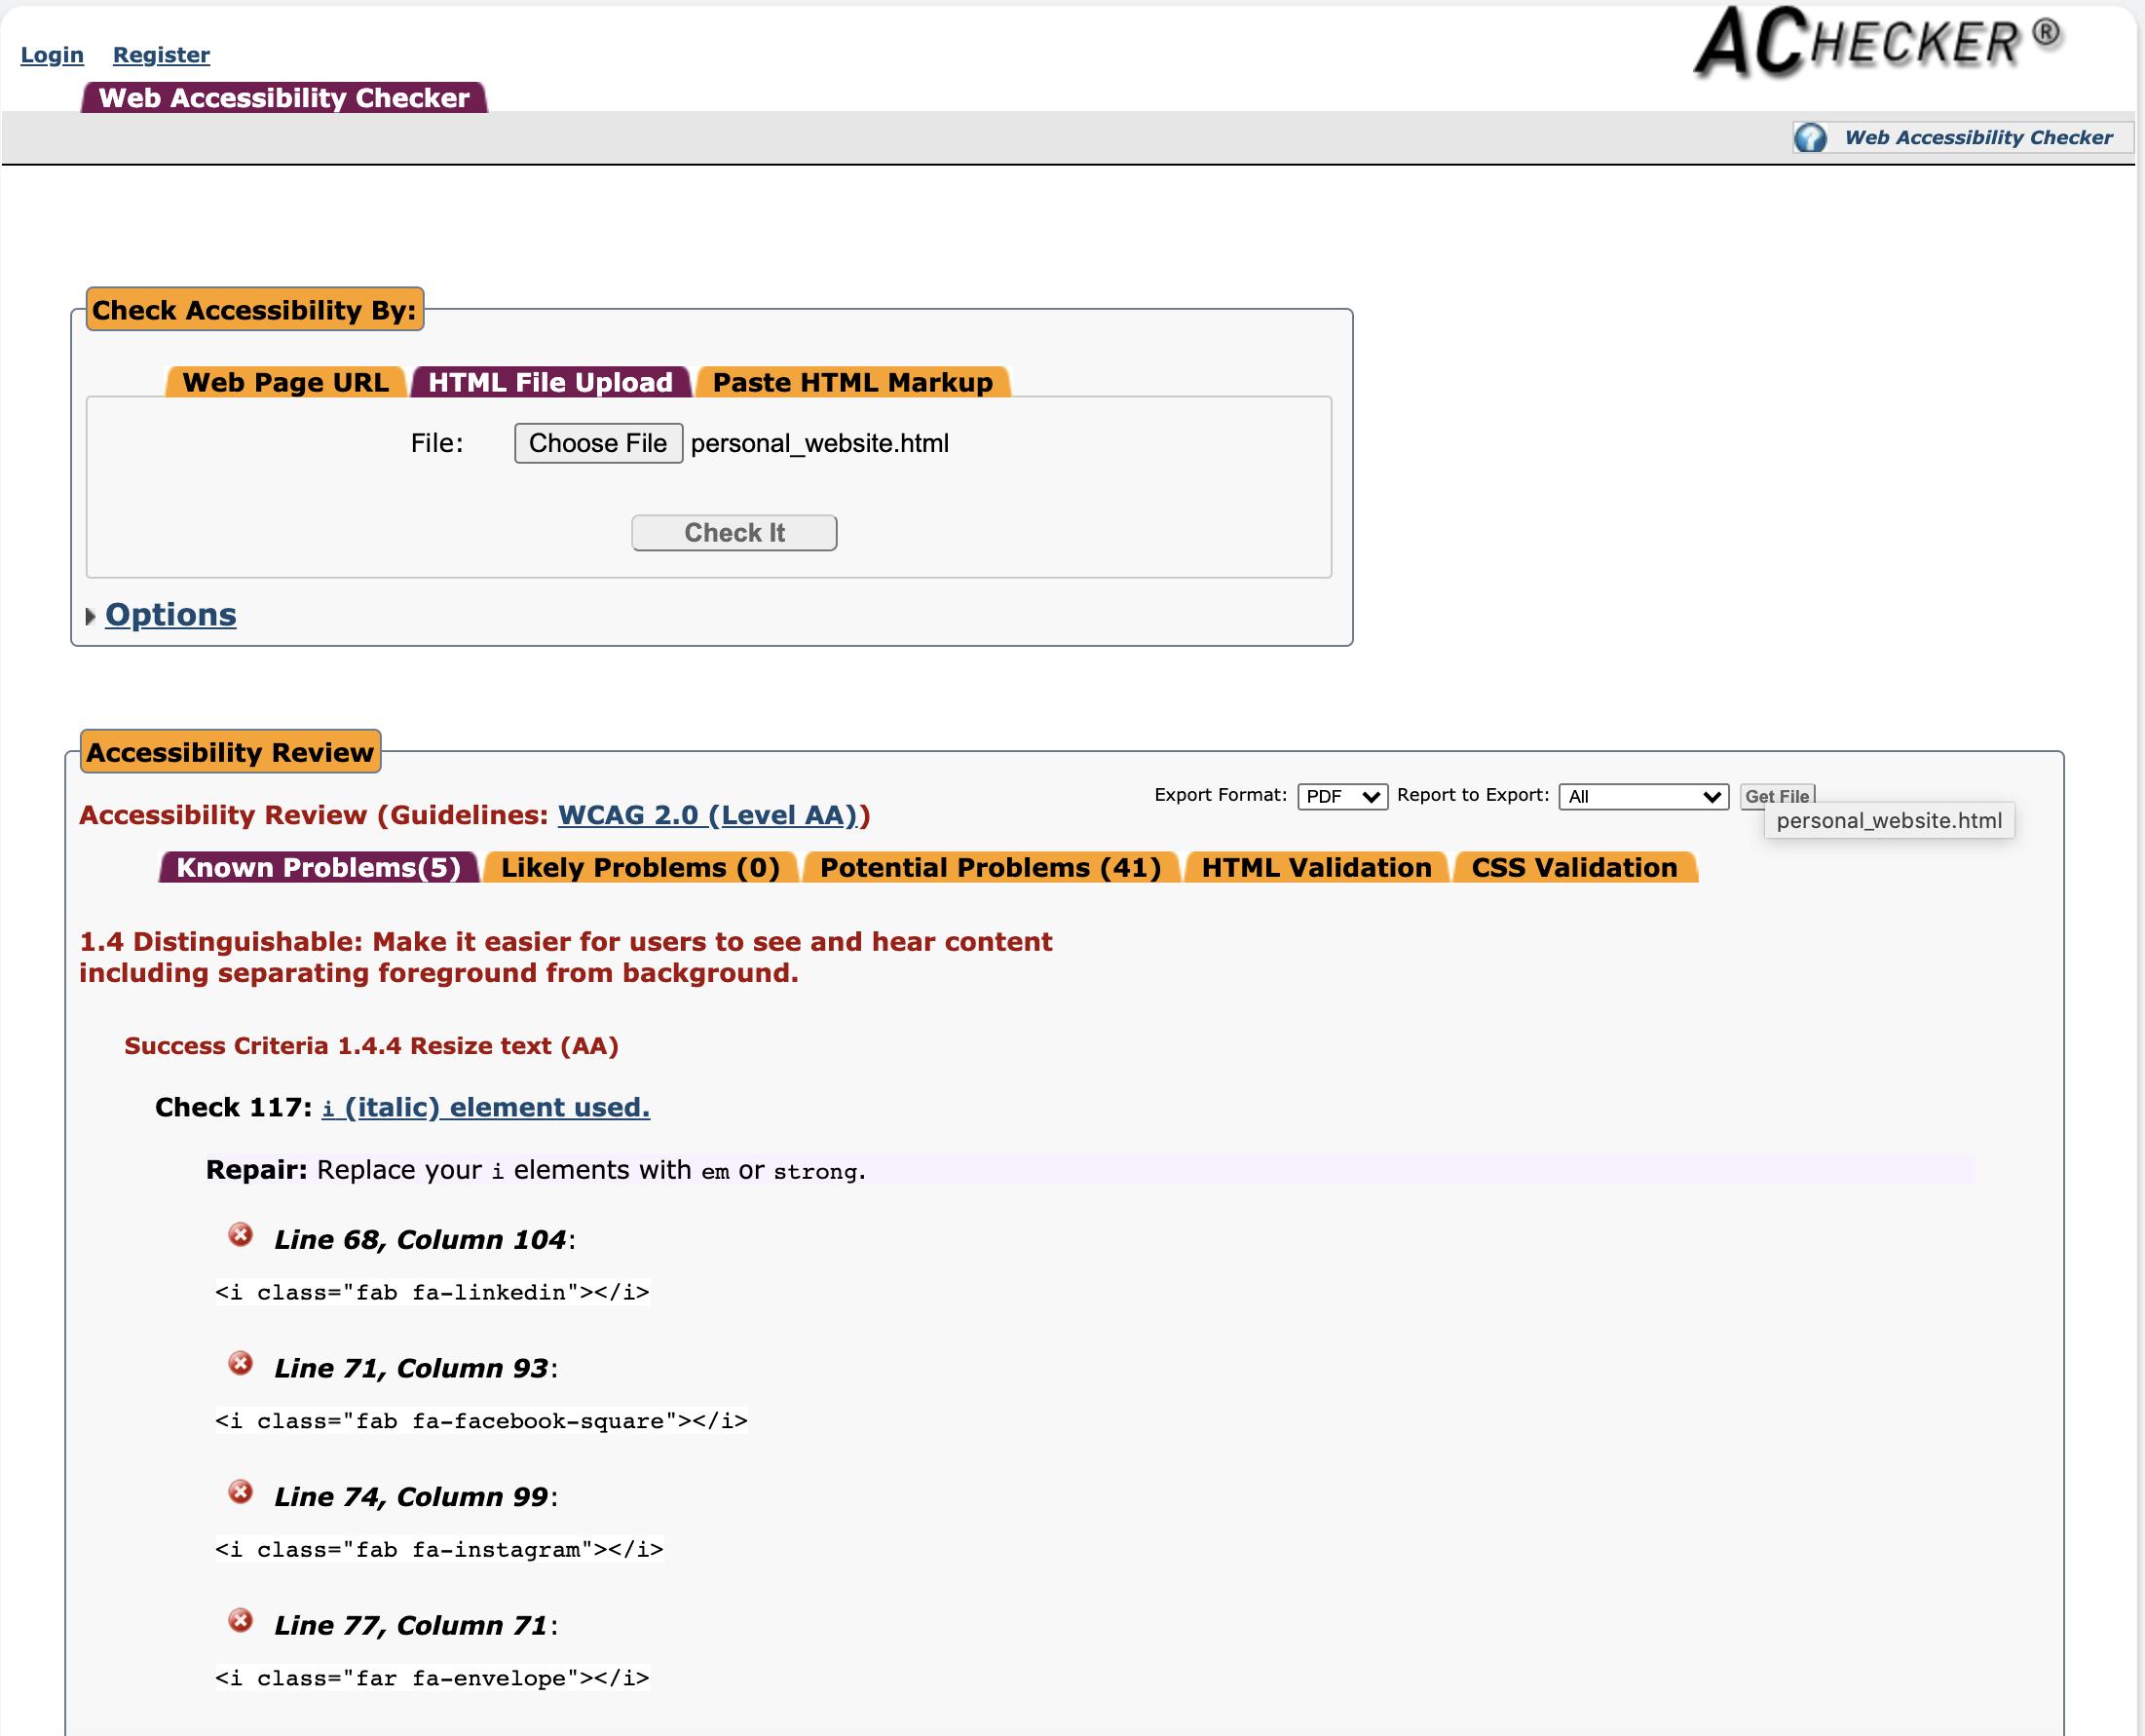 Login Register
ACHECKER ®
Web Accessibility Checker
Web Accessibility Checker
Check Accessibility By:
Web Page URL HTML File Upload Paste HTML Markup
File: Choose File personal_website.html
Check It
Options
Accessibility Review
Export Format: PDF Report to Export: All Get File
Accessibility Review (Guidelines: WCAG 2.0 (Level AA))
personal_website.html
Known Problems(5) Likely Problems (0) Potential Problems (41) HTML Validation CSS Validation
1.4 Distinguishable: Make it easier for users to see and hear content
including separating foreground from background.
Success Criteria 1.4.4 Resize text (AA)
Check 117: i (italic) element used.
Repair: Replace your i elements with em or strong.
Line 68, Column 104:
<i class="fab fa-linkedin"></i>
Line 71, Column 93:
<i class="fab fa-facebook-square"></i>
Line 74, Column 99:
<i class="fab fa-instagram"></i>
Line 77, Column 71:
<i class="far fa-envelope"></i>